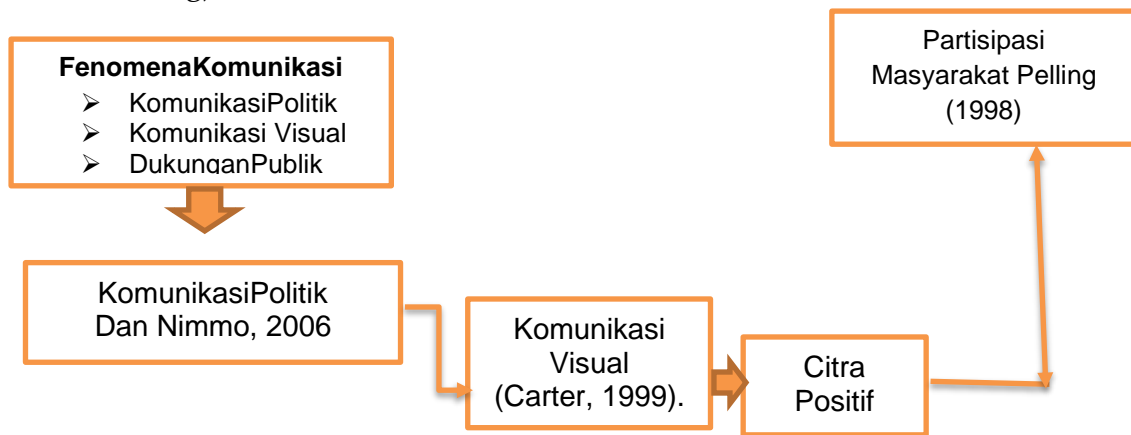 FenomenaKomunikasi
➢ KomunikasiPolitik
➢ Komunikasi Visual
➢ DukunganPublik
Partisipasi
Masyarakat Pelling
(1998)
KomunikasiPolitik
Dan Nimmo, 2006
Komunikasi
Visual
(Carter, 1999).
Citra
Positif